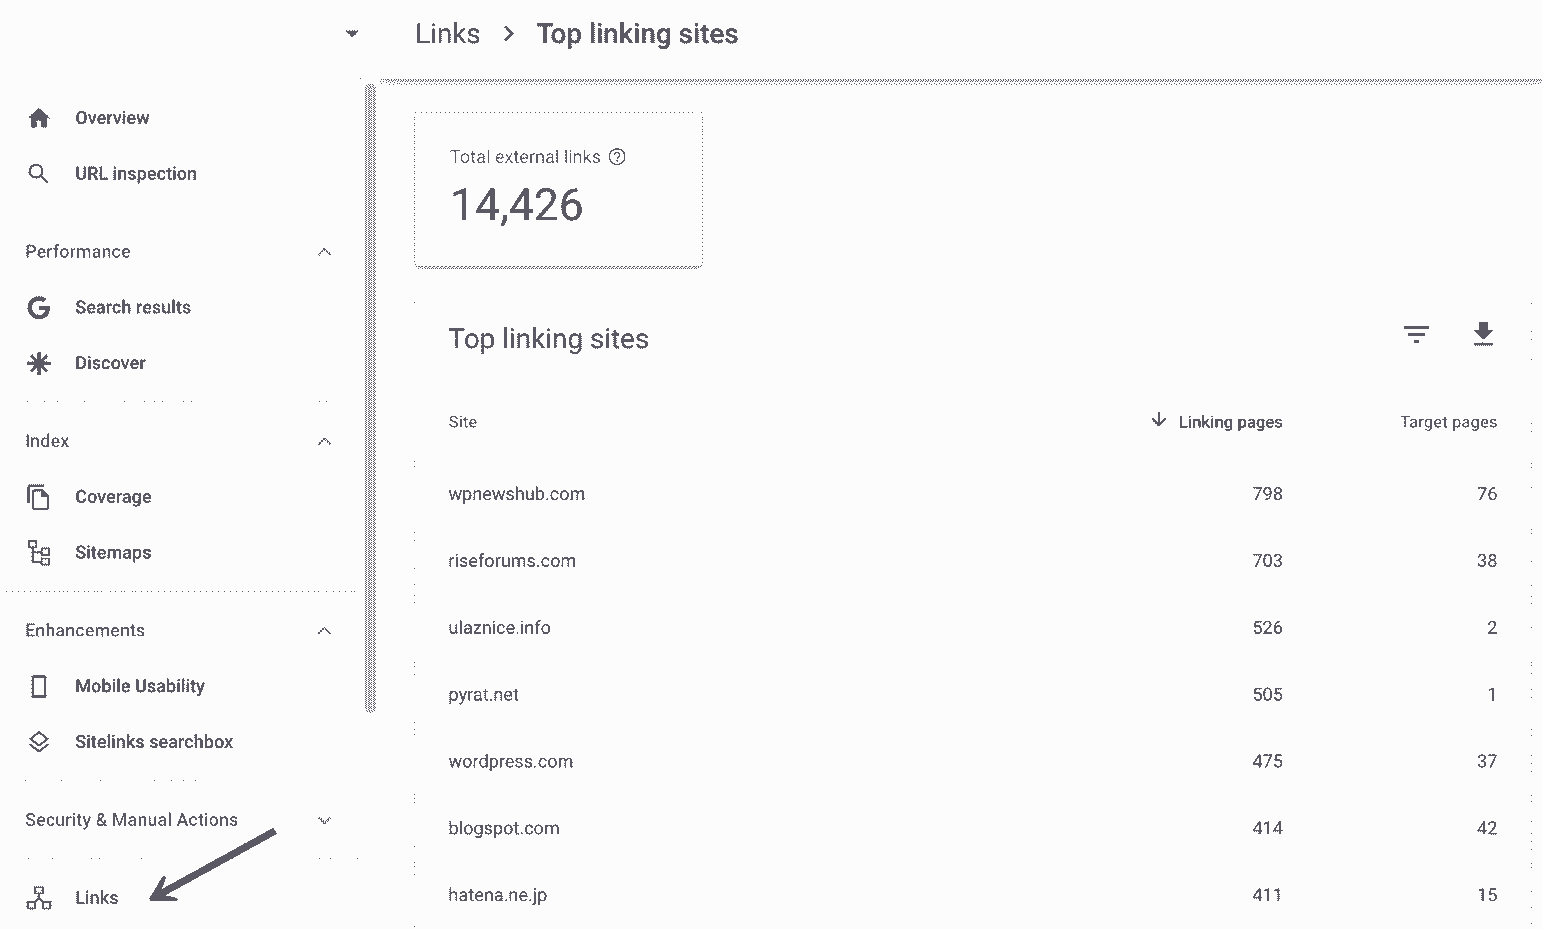 Links > Top linking sites
Overview
URL inspection
Performance
Search results
Discover
Index
Coverage
Sitemaps
Enhancements
Mobile Usability
Sitelinks searchbox
Security & Manual Actions
Links
Total external links
14,426
Top linking sites
Site Linking pages Target pages
wpnewshub.com 798 76
riseforums.com 703 38
ulaznice.info 526 2
pyrat.net 505 1
wordpress.com 475 37
blogspot.com 414 42
hatena.ne.jp 411 15